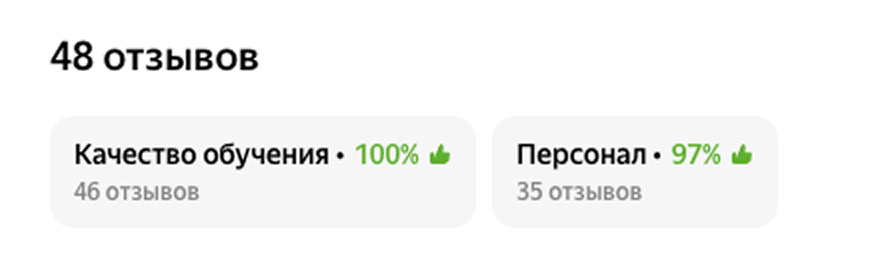 48 отзывов
Качество обучения • 100%
46 отзывов
Персонал • 97%
35 отзывов